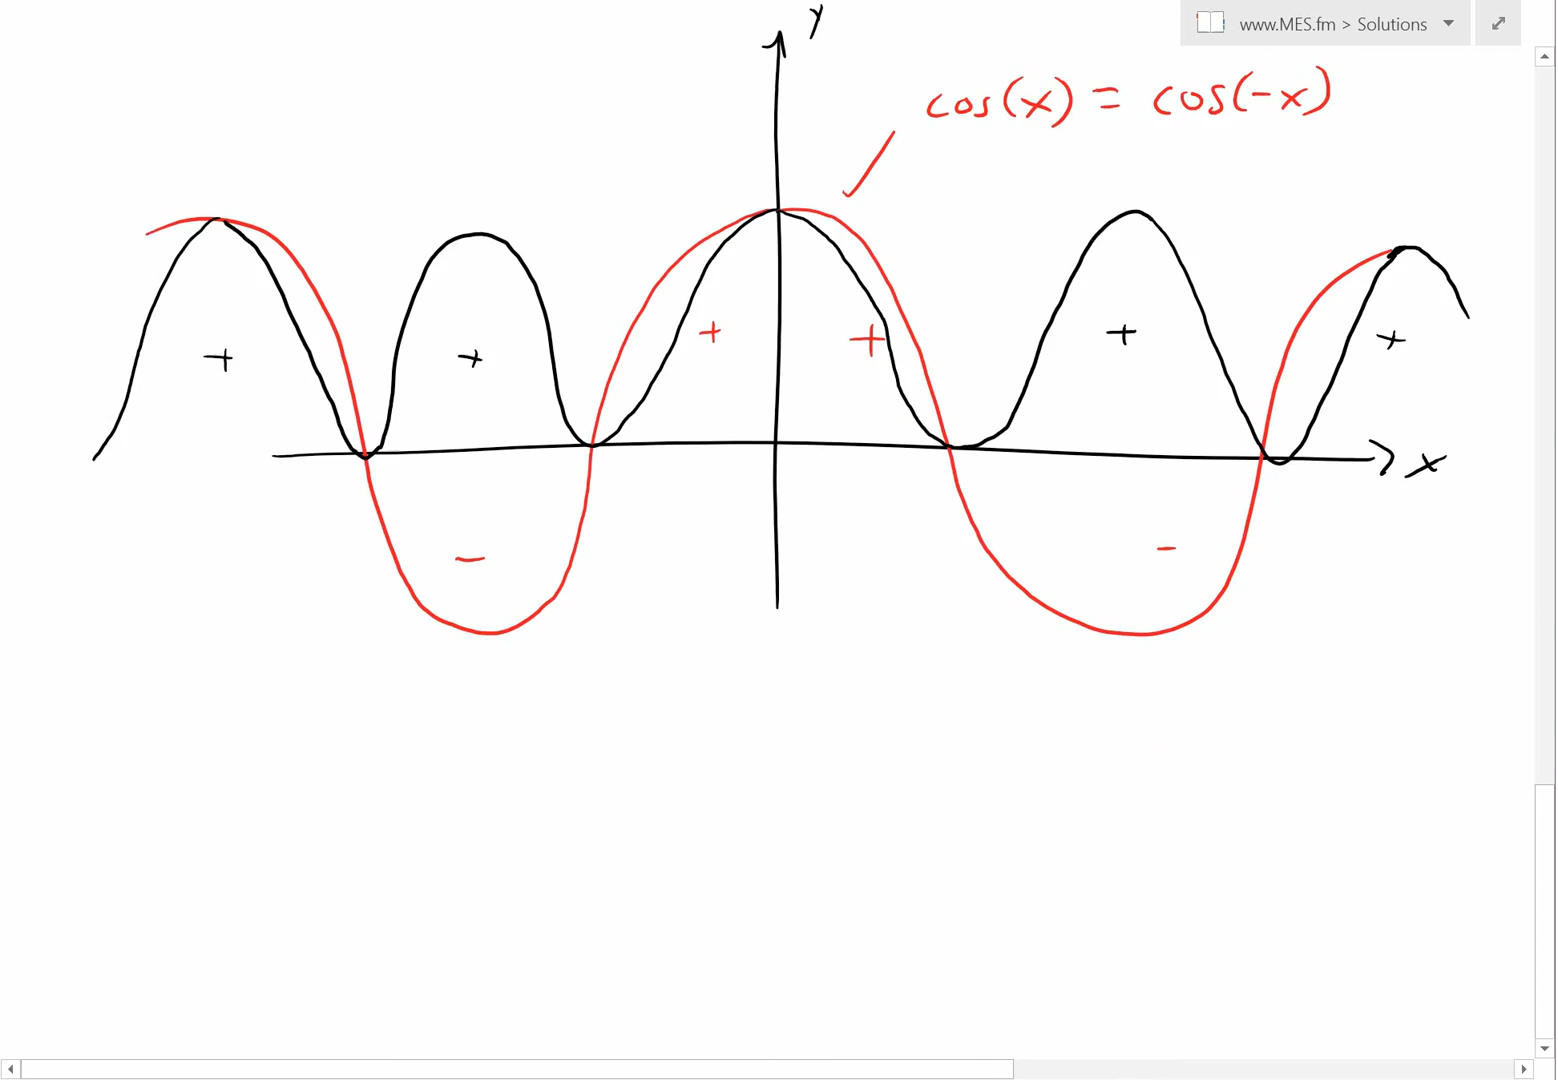 www.MES.fm > Solutions
y
cos(x) = cos(-x)
+
+
+
+
+
+
x
-
-